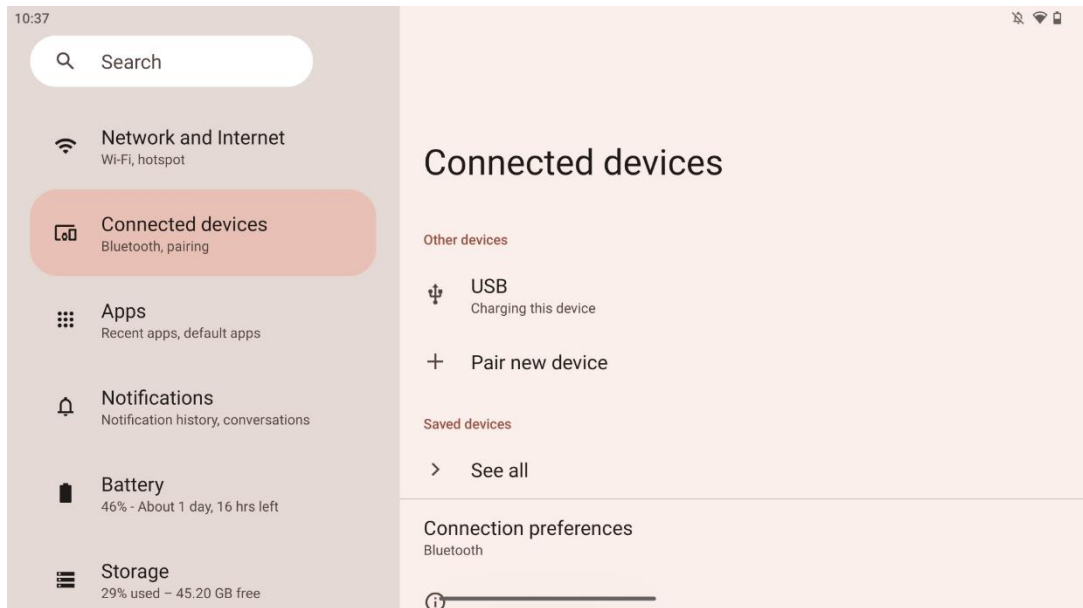 10:37
Search
Network and Internet
Wi-Fi, hotspot
Connected devices
Bluetooth, pairing
Apps
Recent apps, default apps
Notifications
Notification history, conversations
Battery
46% - About 1 day, 16 hrs left
Storage
29% used – 45.20 GB free
Connected devices
Other devices
USB
Charging this device
Pair new device
Saved devices
See all
Connection preferences
Bluetooth